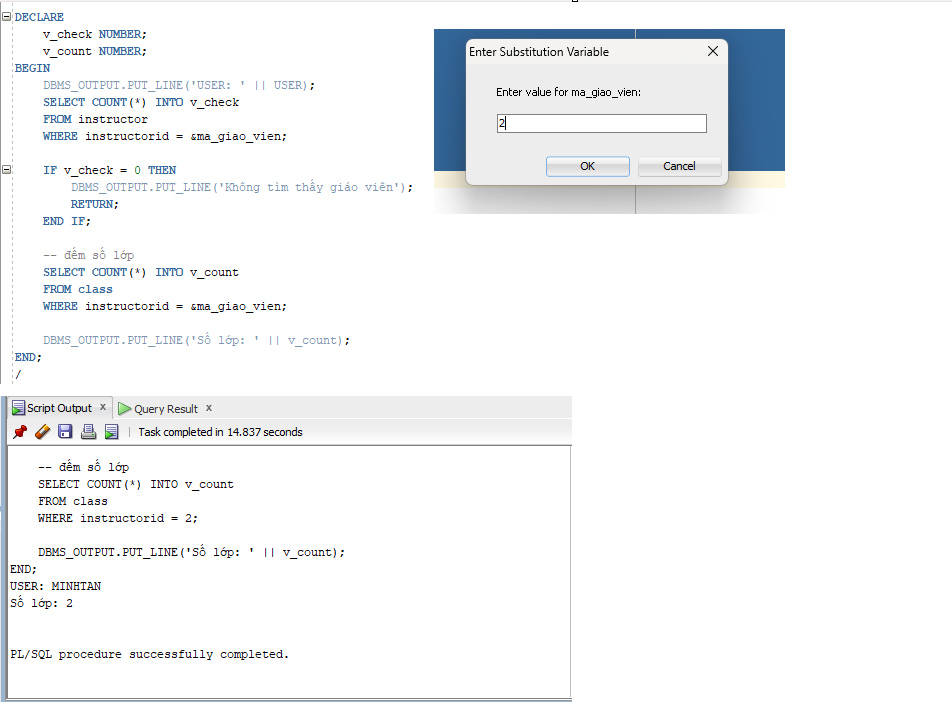 DECLARE
    v_check NUMBER;
    v_count NUMBER;
BEGIN
    DBMS_OUTPUT.PUT_LINE('USER: ' || USER);
    SELECT COUNT(*) INTO v_check
    FROM instructor
    WHERE instructorid = &ma_giao_vien;

    IF v_check = 0 THEN
        DBMS_OUTPUT.PUT_LINE('Không tìm thấy giáo viên');
        RETURN;
    END IF;

    -- đếm số lớp
    SELECT COUNT(*) INTO v_count
    FROM class
    WHERE instructorid = &ma_giao_vien;

    DBMS_OUTPUT.PUT_LINE('Số lớp: ' || v_count);
END;
/
Enter Substitution Variable
Enter value for ma_giao_vien:
2
OK Cancel
Script Output x Query Result x
Task completed in 14.837 seconds
    -- đếm số lớp
    SELECT COUNT(*) INTO v_count
    FROM class
    WHERE instructorid = 2;

    DBMS_OUTPUT.PUT_LINE('Số lớp: ' || v_count);
END;
USER: MINHTAN
Số lớp: 2

PL/SQL procedure successfully completed.